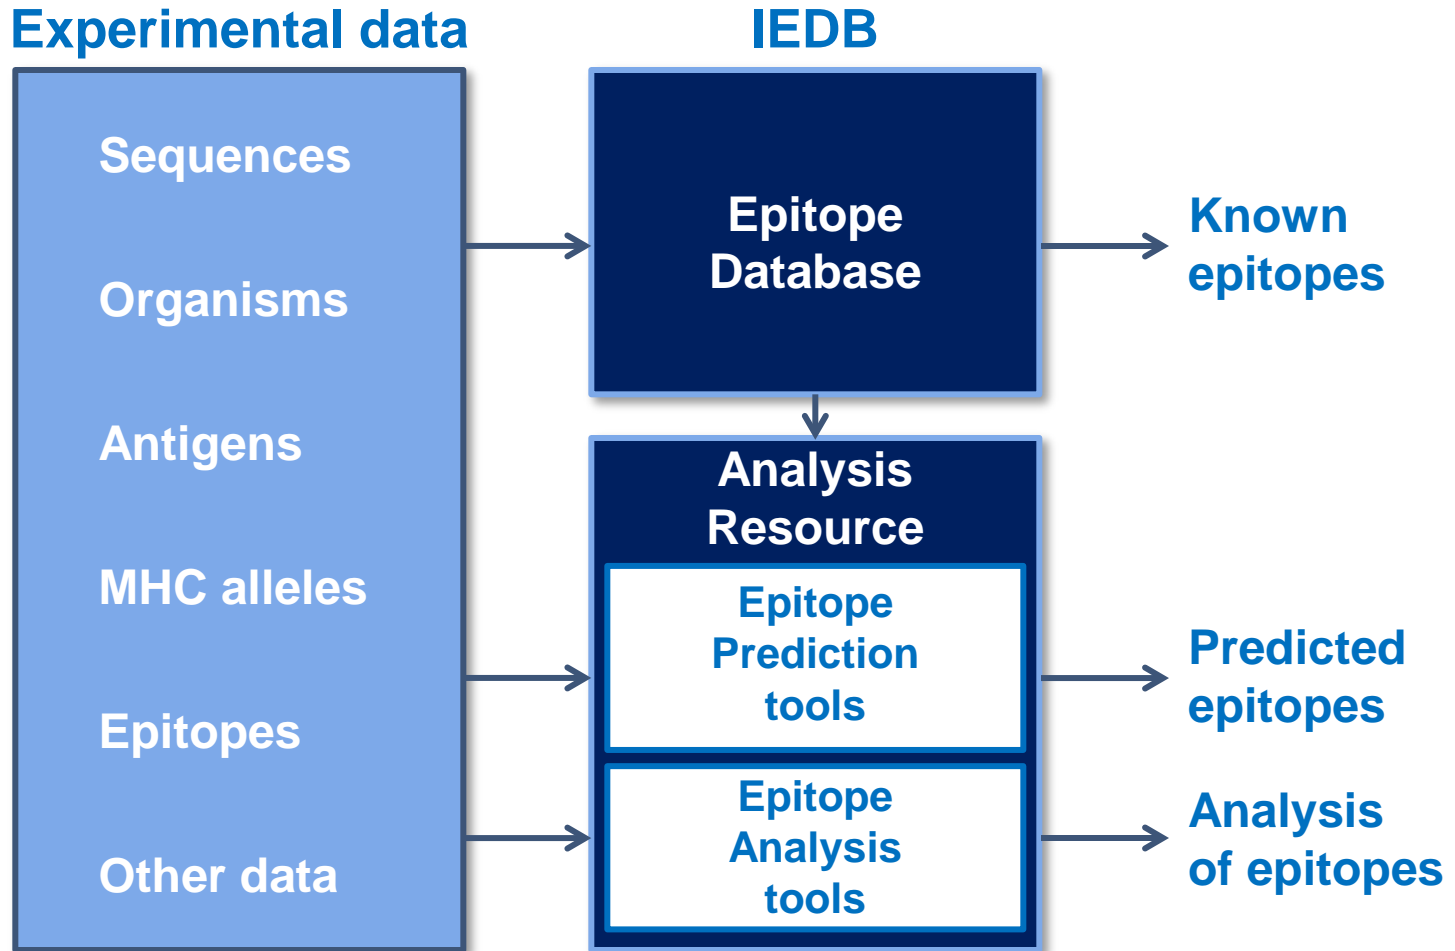 Experimental data
IEDB
Sequences
Organisms
Antigens
MHC alleles
Epitopes
Other data
Epitope
Database
Known
epitopes
Analysis
Resource
Epitope
Prediction
tools
Predicted
epitopes
Epitope
Analysis
tools
Analysis
of epitopes